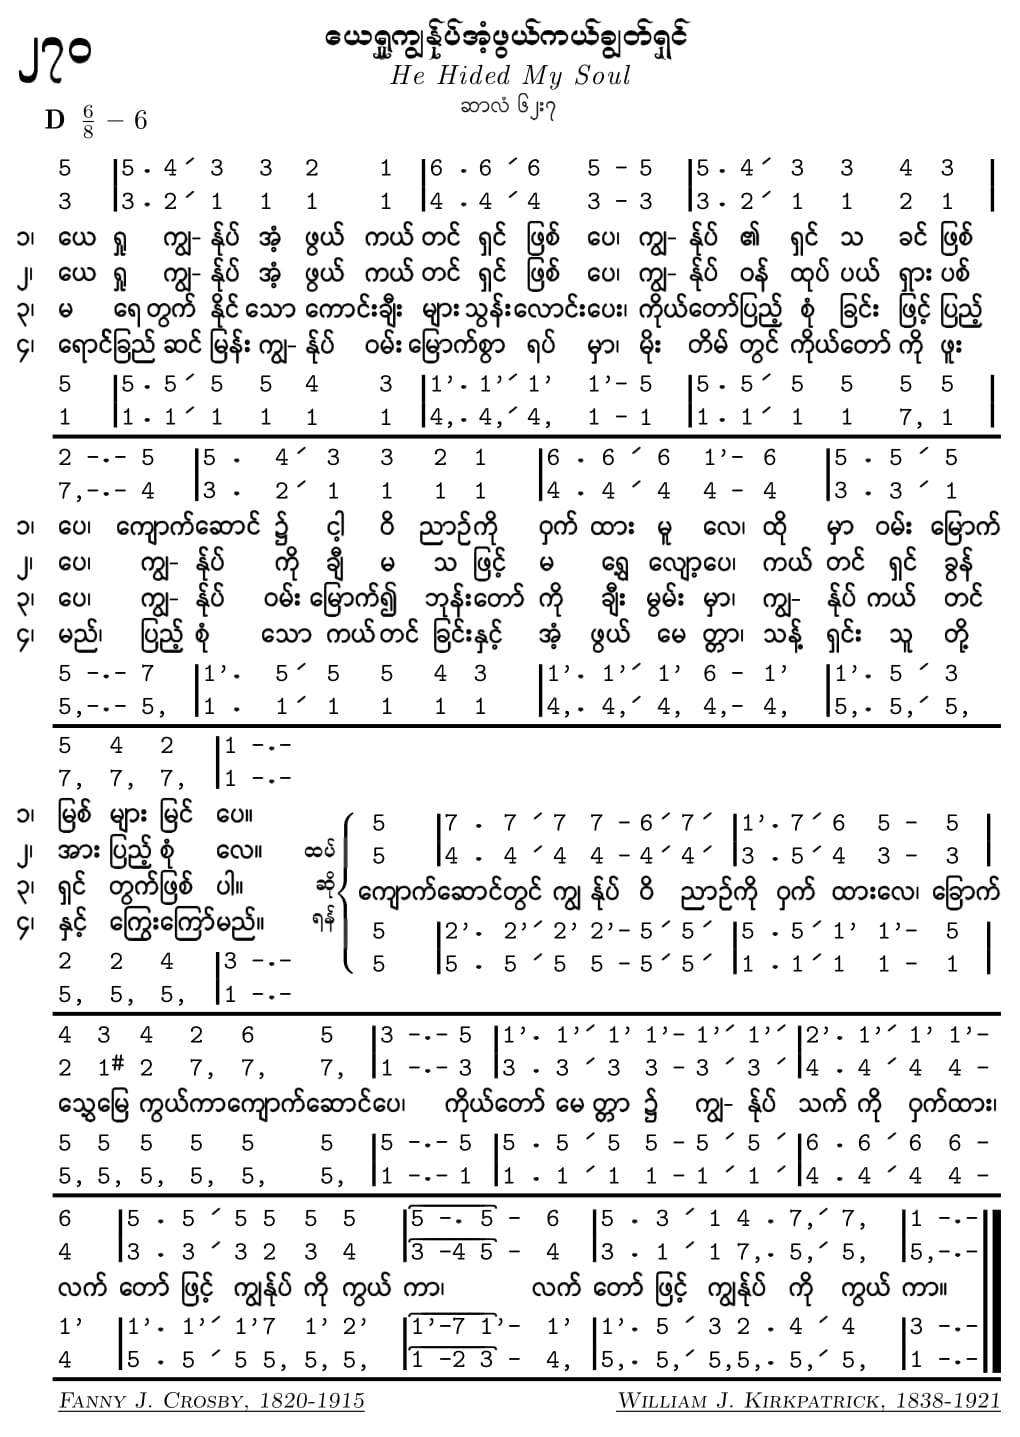 ၂၇၀
ယေရှုကျွန်ုပ်အံ့ဖွယ်ကယ်ချွတ်ရှင်
He Hided My Soul
ဆာလံ ၆၂း၇
D 6/8 – 6
5 |5 . 4 ՛ 3 3 2 1 |6 . 6 ՛ 6 5 – 5 |5 . 4 ՛ 3 3 4 3 |
3 |3 . 2 ՛ 1 1 1 1 |4 . 4 ՛ 4 3 – 3 |3 . 2 ՛ 1 1 2 1 |
၁၊ ယေ ရှု ကျွ- န်ုပ် အံ့ ဖွယ် ကယ် တင် ရှင် ဖြစ် ပေ၊ ကျွ- န်ုပ် ၏ ရှင် သ ခင် ဖြစ်
၂၊ ယေ ရှု ကျွ- န်ုပ် အံ့ ဖွယ် ကယ် တင် ရှင် ဖြစ် ပေ၊ ကျွ- န်ုပ် ဝန် ထုပ် ပယ် ရှား ပစ်
၃၊ မ ရေ တွက် နိုင် သော ကောင်းချီး များ သွန်းလောင်းပေး၊ ကိုယ်တော်ပြည့် စုံ ခြင်း ဖြင့် ပြည့်
၄၊ ရောင်ခြည် ဆင် မြန်း ကျွ- န်ုပ် ဝမ်း မြောက်စွာ ရပ် မှာ၊ မိုး တိမ် တွင် ကိုယ်တော် ကို ဖူး
5 |5 . 5 ՛ 5 5 4 3 |1’. 1’՛ 1’ 1’– 5 |5 . 5 ՛ 5 5 5 5 |
1 |1 . 1 ՛ 1 1 1 1 |4,. 4,՛ 4, 1 – 1 |1 . 1 ՛ 1 1 7, 1 |
2 –.– 5 |5 . 4 ՛ 3 3 2 1 |6 . 6 ՛ 6 1’– 6 |5 . 5 ՛ 5
7,–.– 4 |3 . 2 ՛ 1 1 1 1 |4 . 4 ՛ 4 4 – 4 |3 . 3 ՛ 1
၁၊ ပေ၊ ကျောက်ဆောင် ၌ ငါ့ ဝိ ညာဉ်ကို ဝှက် ထား မူ လေ၊ ထို မှာ ဝမ်း မြောက်
၂၊ ပေ၊ ကျွ- န်ုပ် ကို ချီ မ သ ဖြင့် မ ရွှေ့ လျော့ပေ၊ ကယ် တင် ရှင် ခွန်
၃၊ ပေ၊ ကျွ- န်ုပ် ဝမ်း မြောက်၍ ဘုန်းတော် ကို ချီး မွမ်း မှာ၊ ကျွ- န်ုပ် ကယ် တင်
၄၊ မည်၊ ပြည့် စုံ သော ကယ်တင် ခြင်းနှင့် အံ့ ဖွယ် မေ တ္တာ၊ သန့် ရှင်း သူ တို့
5 –.– 7 |1’. 5 ՛ 5 5 4 3 |1’. 1’՛ 1’ 6 – 1’ |1’. 5 ՛ 3
5,–.– 5, |1 . 1 ՛ 1 1 1 1 |4,. 4,՛ 4, 4,– 4, |5,. 5,՛ 5,
5 4 2 |1 –.–
7, 7, 7, |1 –.–
၁၊ မြစ် များ မြင် ပေ။
၂၊ အား ပြည့် စုံ လေ။
၃၊ ရှင် တွက်ဖြစ် ပါ။
၄၊ နှင့် ကြွေးကြော်မည်။
2 2 4 |3 –.–
5, 5, 5, |1 –.–
ထပ်
ဆို
ရန်
5 |7 . 7 ՛ 7 7 – 6 ՛ 7 ՛ |1’. 7 ՛ 6 5 – 5 |
5 |4 . 4 ՛ 4 4 – 4 ՛ 4 ՛ |3 . 5 ՛ 4 3 – 3 |
ကျောက်ဆောင်တွင် ကျွ န်ုပ် ဝိ ညာဉ်ကို ဝှက် ထားလေ၊ ခြောက်
5 |2’. 2’՛ 2’ 2’– 5 ՛ 5 ՛ |5 . 5 ՛ 1’ 1’– 5 |
5 |5 . 5 ՛ 5 5 – 5 ՛ 5 ՛ |1 . 1 ՛ 1 1 – 1 |
4 3 4 2 6 5 |3 –.– 5 |1’. 1’՛ 1’ 1’– 1’՛ 1’՛ |2’. 1’՛ 1’ 1’–
2 1# 2 7, 7, 7, |1 –.– 3 |3 . 3 ՛ 3 3 – 3 ՛ 3 ՛ |4 . 4 ՛ 4 4 –
သွေ့မြေ ကွယ်ကာကျောက်ဆောင်ပေ၊ ကိုယ်တော် မေ တ္တာ ၌ ကျွ- န်ုပ် သက် ကို ဝှက်ထား၊
5 5 5 5 5 5 |5 –.– 5 |5 . 5 ՛ 5 5 – 5 ՛ 5 ՛ |6 . 6 ՛ 6 6 –
5, 5, 5, 5, 5, 5, |1 –.– 1 |1 . 1 ՛ 1 1 – 1 ՛ 1 ՛ |4 . 4 ՛ 4 4 –
6 |5 . 5 ՛ 5 5 5 5 |5 –. 5 – 6 |5 . 3 ՛ 1 4 . 7,՛ 7, |1 –.–
4 |3 . 3 ՛ 3 2 3 4 |3 –4 5 – 4 |3 . 1 ՛ 1 7,. 5,՛ 5, |5,–.–
လက် တော် ဖြင့် ကျွန်ုပ် ကို ကွယ် ကာ၊ လက် တော် ဖြင့် ကျွန်ုပ် ကို ကွယ် ကာ။
1’ |1’. 1’՛ 1’7 1’ 2’ |1’–7 1’– 1’ |1’. 5 ՛ 3 2 . 4 ՛ 4 |3 –.–
4 |5 . 5 ՛ 5 5, 5, 5, |1 –2 3 – 4, |5,. 5,՛ 5,5,. 5,՛ 5, |1 –.–
Fanny J. Crosby, 1820-1915
William J. Kirkpatrick, 1838-1921